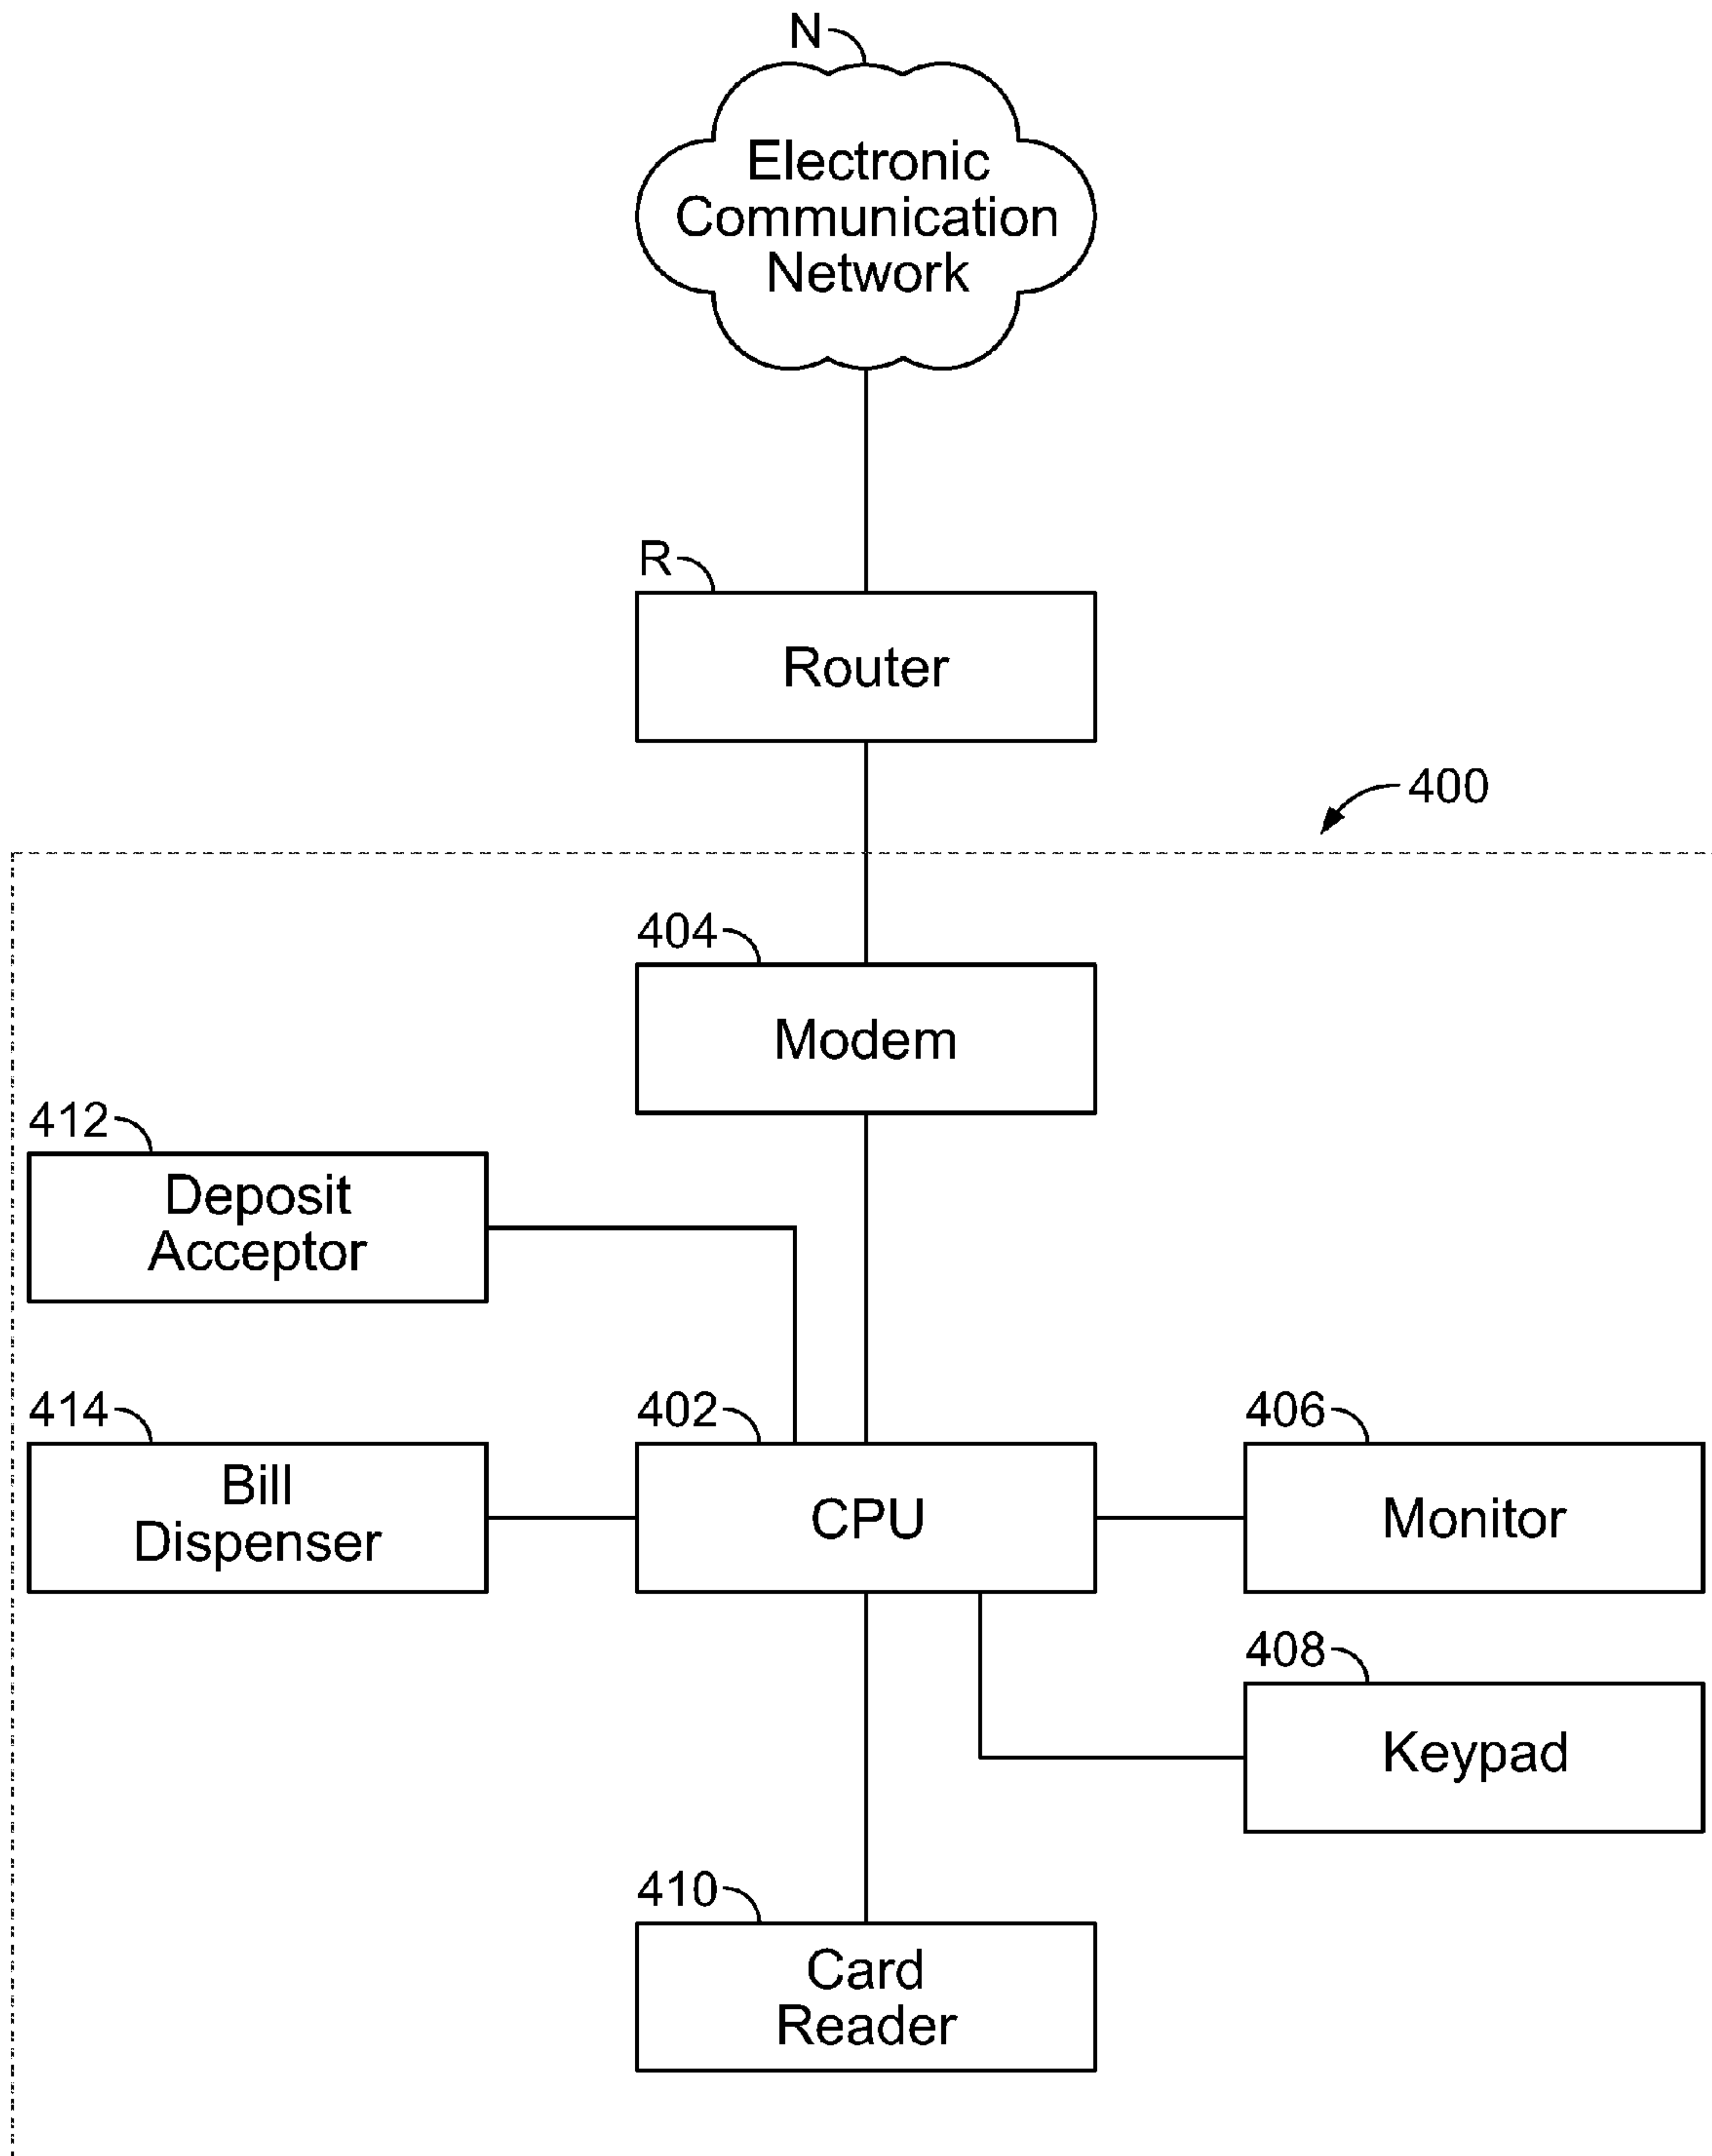 N
Electronic
Communication
Network
R
Router
400
404
Modem
412
Deposit
Acceptor
414
Bill
Dispenser
402
CPU
406
Monitor
408
Keypad
410
Card
Reader